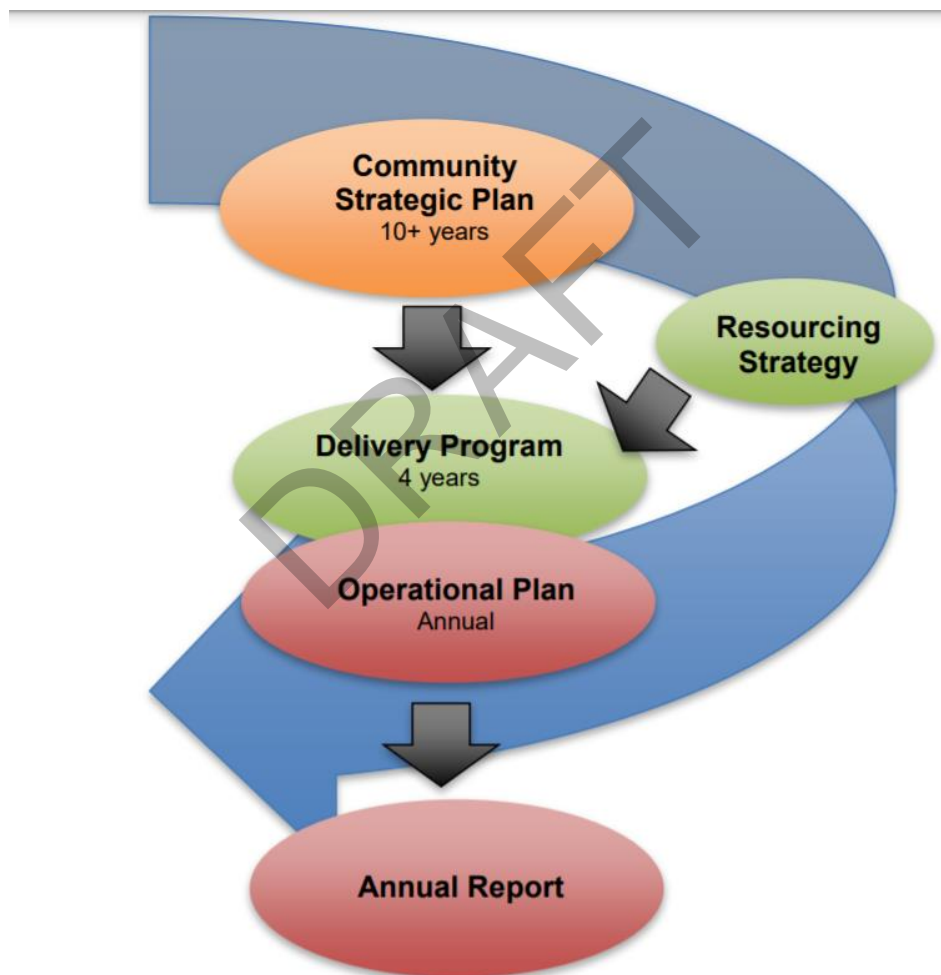 Community
Strategic Plan
10+ years
Resourcing
Strategy
Delivery Program
4 years
Operational Plan
Annual
Annual Report
DRAFT